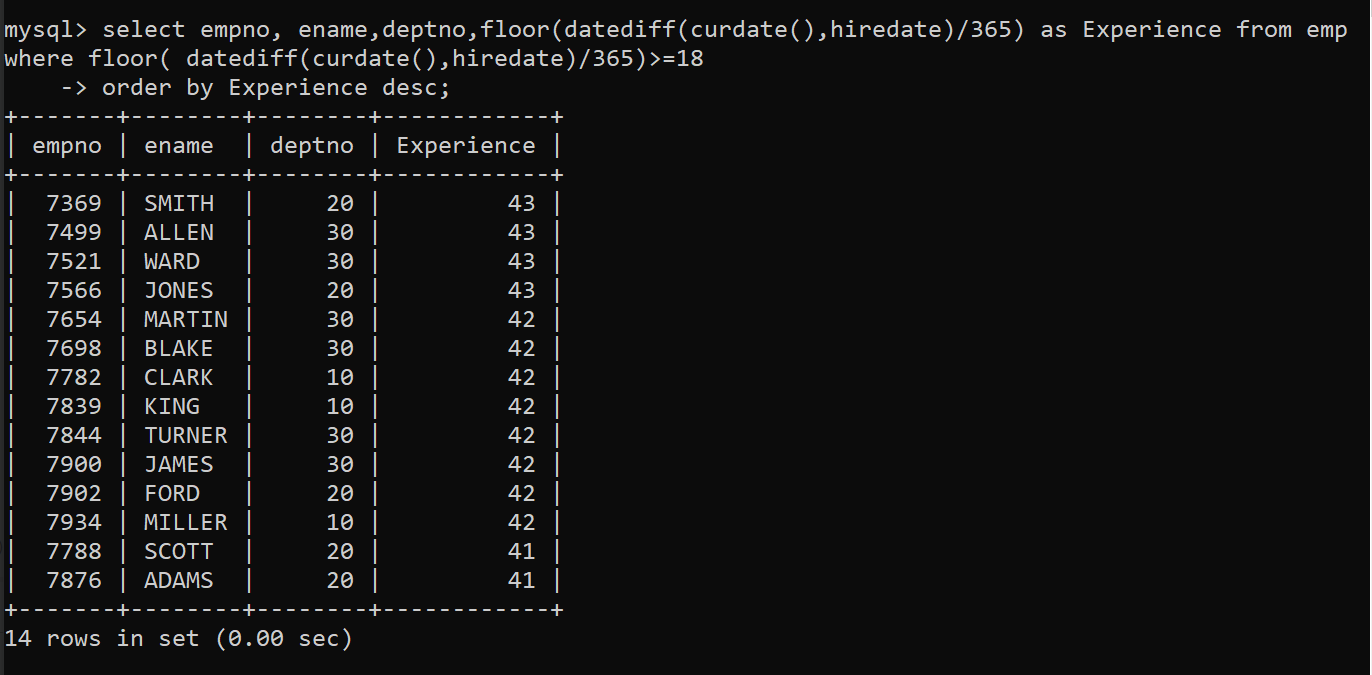 mysql> select empno, ename,deptno,floor(datediff(curdate(),hiredate)/365) as Experience from emp
where floor( datediff(curdate(),hiredate)/365)>=18
    -> order by Experience desc;
+-------+--------+--------+------------+
| empno | ename  | deptno | Experience |
+-------+--------+--------+------------+
|  7369 | SMITH  |     20 |         43 |
|  7499 | ALLEN  |     30 |         43 |
|  7521 | WARD   |     30 |         43 |
|  7566 | JONES  |     20 |         43 |
|  7654 | MARTIN |     30 |         42 |
|  7698 | BLAKE  |     30 |         42 |
|  7782 | CLARK  |     10 |         42 |
|  7839 | KING   |     10 |         42 |
|  7844 | TURNER |     30 |         42 |
|  7900 | JAMES  |     30 |         42 |
|  7902 | FORD   |     20 |         42 |
|  7934 | MILLER |     10 |         42 |
|  7788 | SCOTT  |     20 |         41 |
|  7876 | ADAMS  |     20 |         41 |
+-------+--------+--------+------------+
14 rows in set (0.00 sec)